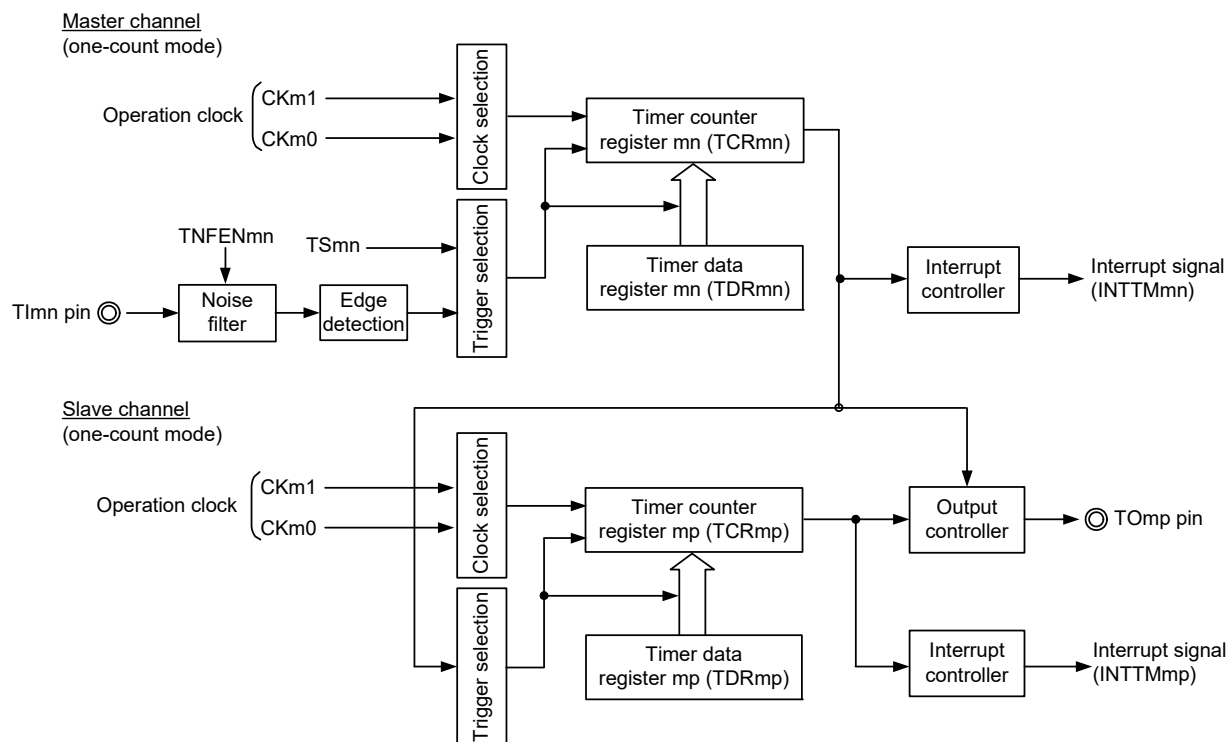 Master channel
(one-count mode)
Operation clock
CKm1
CKm0
Clock selection
Timer counter
register mn (TCRmn)
TNFENmn
TSmn
Trigger selection
Timer data
register mn (TDRmn)
Interrupt
controller
Interrupt signal
(INTTMmn)
TImn pin
Noise
filter
Edge
detection
Slave channel
(one-count mode)
Operation clock
CKm1
CKm0
Clock selection
Timer counter
register mp (TCRmp)
Output
controller
TOmp pin
Trigger selection
Timer data
register mp (TDRmp)
Interrupt
controller
Interrupt signal
(INTTMmp)